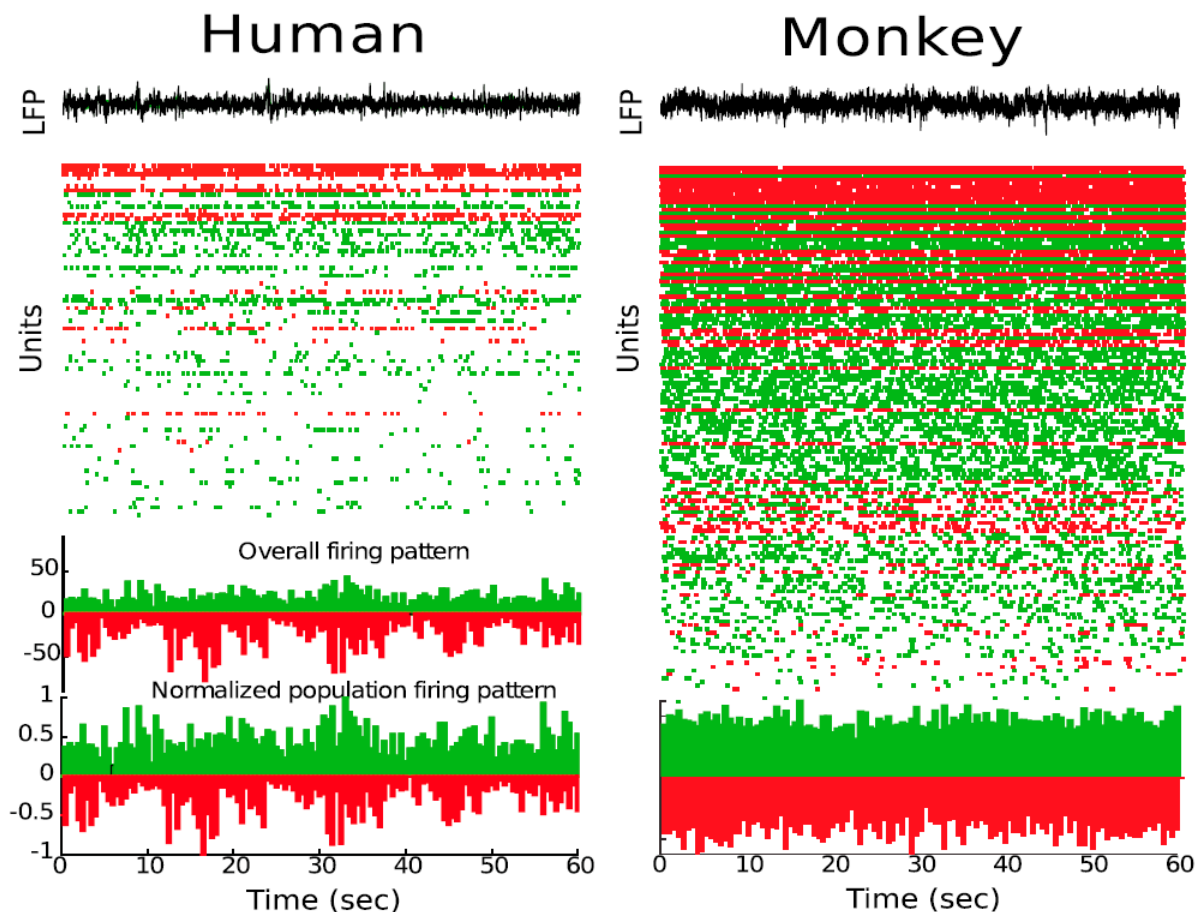 Human
Monkey
LFP
LFP
Units
Units
Overall firing pattern
50
0
-50
Normalized population firing pattern
1
0.5
0
-0.5
-1
0 10 20 30 40 50 60
Time (sec)
0 10 20 30 40 50 60
Time (sec)